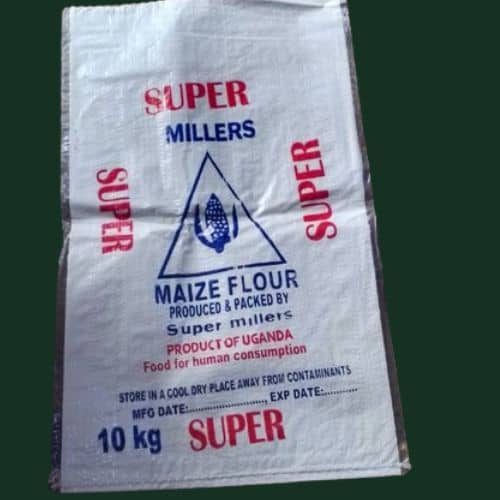 SUPER
MILLERS
SUPER
SUPER
MAIZE FLOUR
PRODUCED & PACKED BY
Super millers
PRODUCT OF UGANDA
Food for human consumption
STORE IN A COOL DRY PLACE AWAY FROM CONTAMINANTS
MFG DATE:......................., EXP DATE:...........
10 kg SUPER